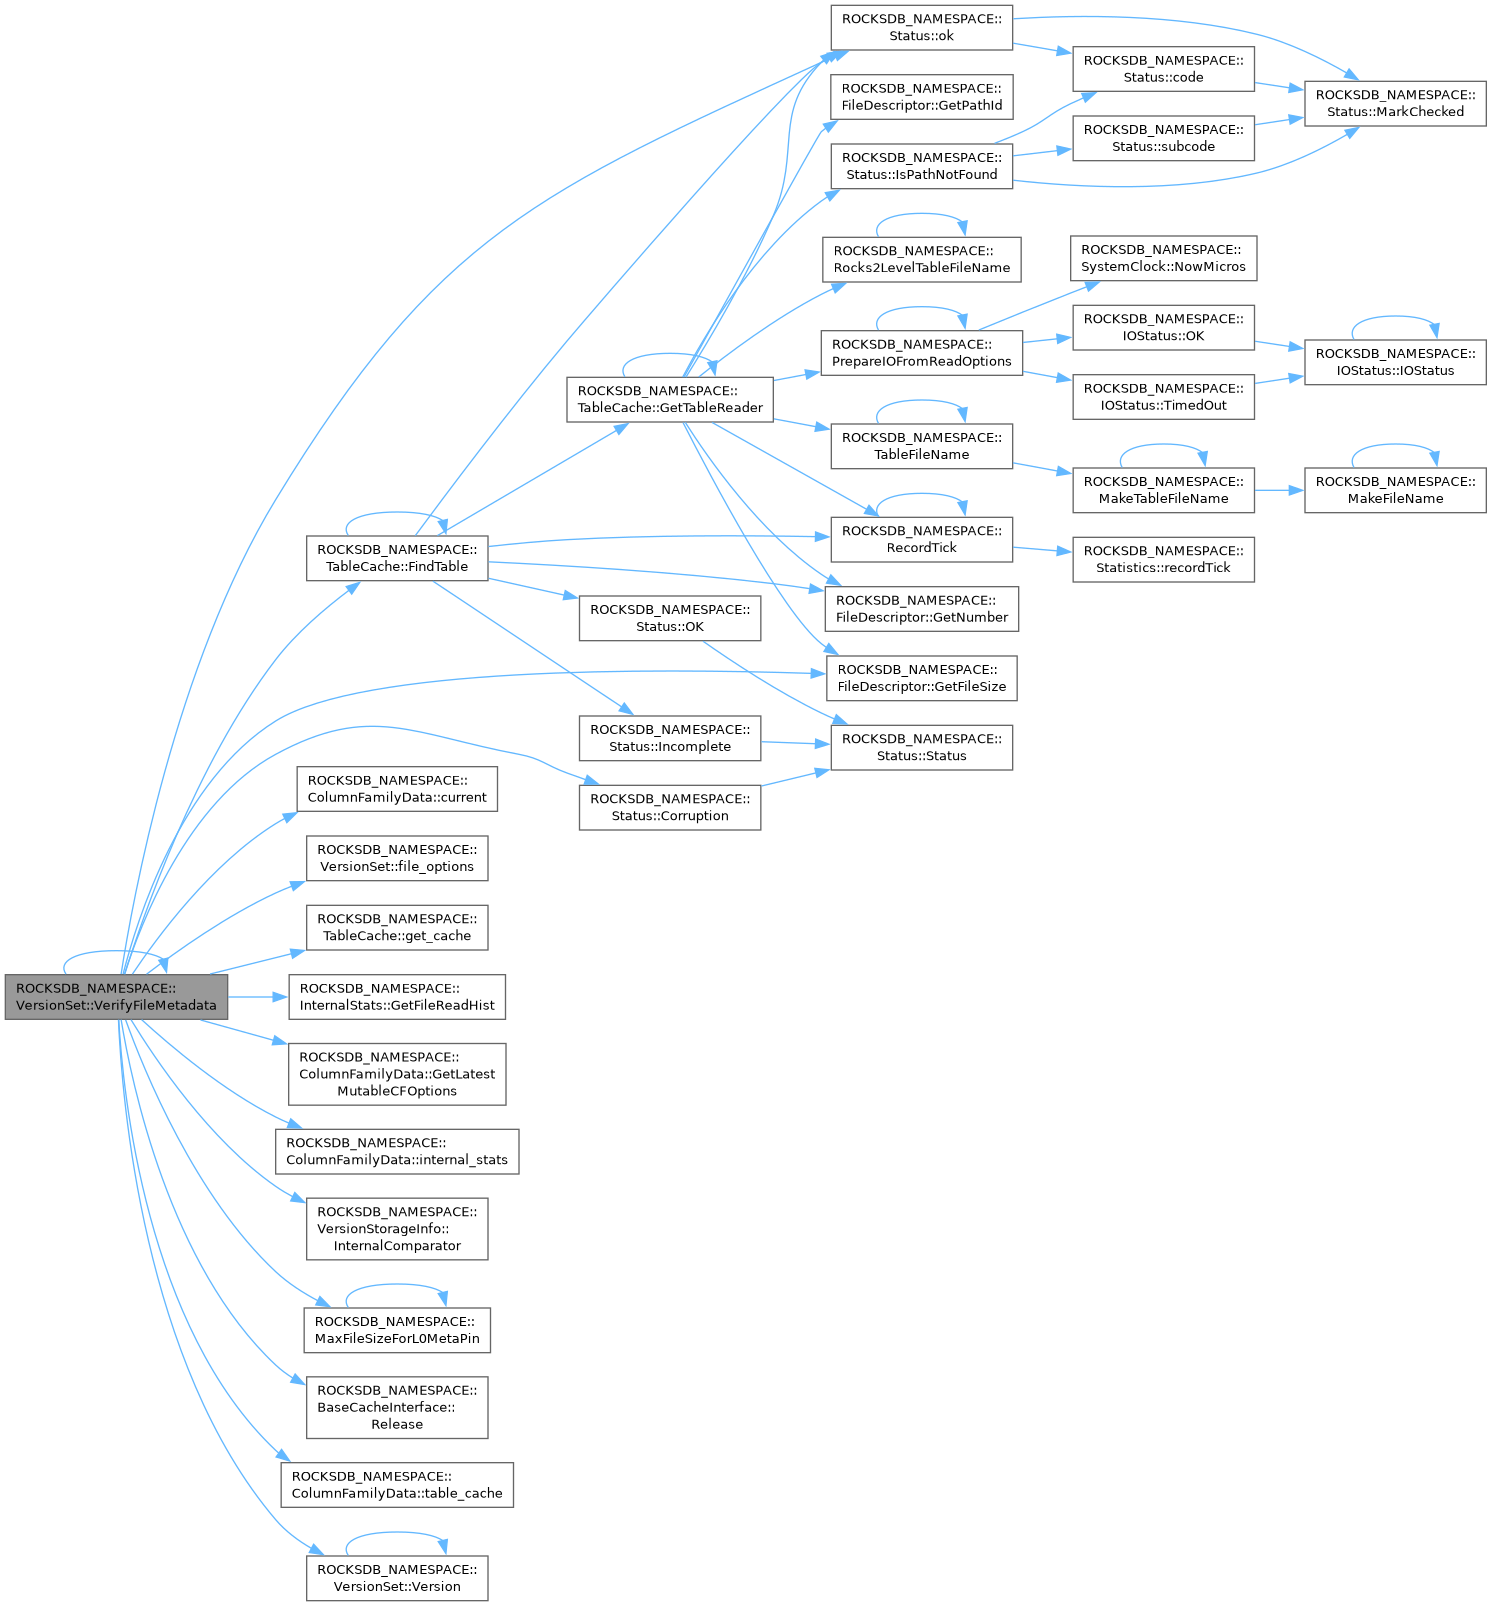 ROCKSDB_NAMESPACE::
Status::ok
ROCKSDB_NAMESPACE::
Status::code
ROCKSDB_NAMESPACE::
FileDescriptor::GetPathId
ROCKSDB_NAMESPACE::
Status::MarkChecked
ROCKSDB_NAMESPACE::
Status::subcode
ROCKSDB_NAMESPACE::
Status::IsPathNotFound
ROCKSDB_NAMESPACE::
Rocks2LevelTableFileName
ROCKSDB_NAMESPACE::
SystemClock::NowMicros
ROCKSDB_NAMESPACE::
IOStatus::OK
ROCKSDB_NAMESPACE::
PrepareIOFromReadOptions
ROCKSDB_NAMESPACE::
IOStatus::IOStatus
ROCKSDB_NAMESPACE::
IOStatus::TimedOut
ROCKSDB_NAMESPACE::
TableCache::GetTableReader
ROCKSDB_NAMESPACE::
TableFileName
ROCKSDB_NAMESPACE::
MakeTableFileName
ROCKSDB_NAMESPACE::
MakeFileName
ROCKSDB_NAMESPACE::
RecordTick
ROCKSDB_NAMESPACE::
Statistics::recordTick
ROCKSDB_NAMESPACE::
TableCache::FindTable
ROCKSDB_NAMESPACE::
FileDescriptor::GetNumber
ROCKSDB_NAMESPACE::
Status::OK
ROCKSDB_NAMESPACE::
FileDescriptor::GetFileSize
ROCKSDB_NAMESPACE::
Status::Incomplete
ROCKSDB_NAMESPACE::
Status::Status
ROCKSDB_NAMESPACE::
Status::Corruption
ROCKSDB_NAMESPACE::
ColumnFamilyData::current
ROCKSDB_NAMESPACE::
VersionSet::file_options
ROCKSDB_NAMESPACE::
TableCache::get_cache
ROCKSDB_NAMESPACE::
VersionSet::VerifyFileMetadata
ROCKSDB_NAMESPACE::
InternalStats::GetFileReadHist
ROCKSDB_NAMESPACE::
ColumnFamilyData::GetLatest
MutableCFOptions
ROCKSDB_NAMESPACE::
ColumnFamilyData::internal_stats
ROCKSDB_NAMESPACE::
VersionStorageInfo::
InternalComparator
ROCKSDB_NAMESPACE::
MaxFileSizeForL0MetaPin
ROCKSDB_NAMESPACE::
BaseCacheInterface::
Release
ROCKSDB_NAMESPACE::
ColumnFamilyData::table_cache
ROCKSDB_NAMESPACE::
VersionSet::Version